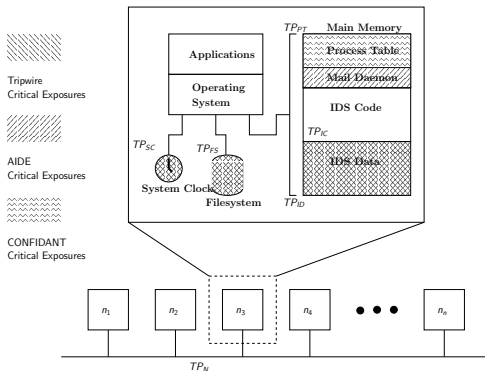 TP_PT
Main Memory
Applications
Process Table
Mail Daemon
Tripwire
Critical Exposures
Operating
System
IDS Code
TP_IC
TP_SC
TP_FS
AIDE
Critical Exposures
IDS Data
System Clock
Filesystem
TP_ID
CONFIDANT
Critical Exposures
n_1
n_2
n_3
n_4
n_n
TP_N